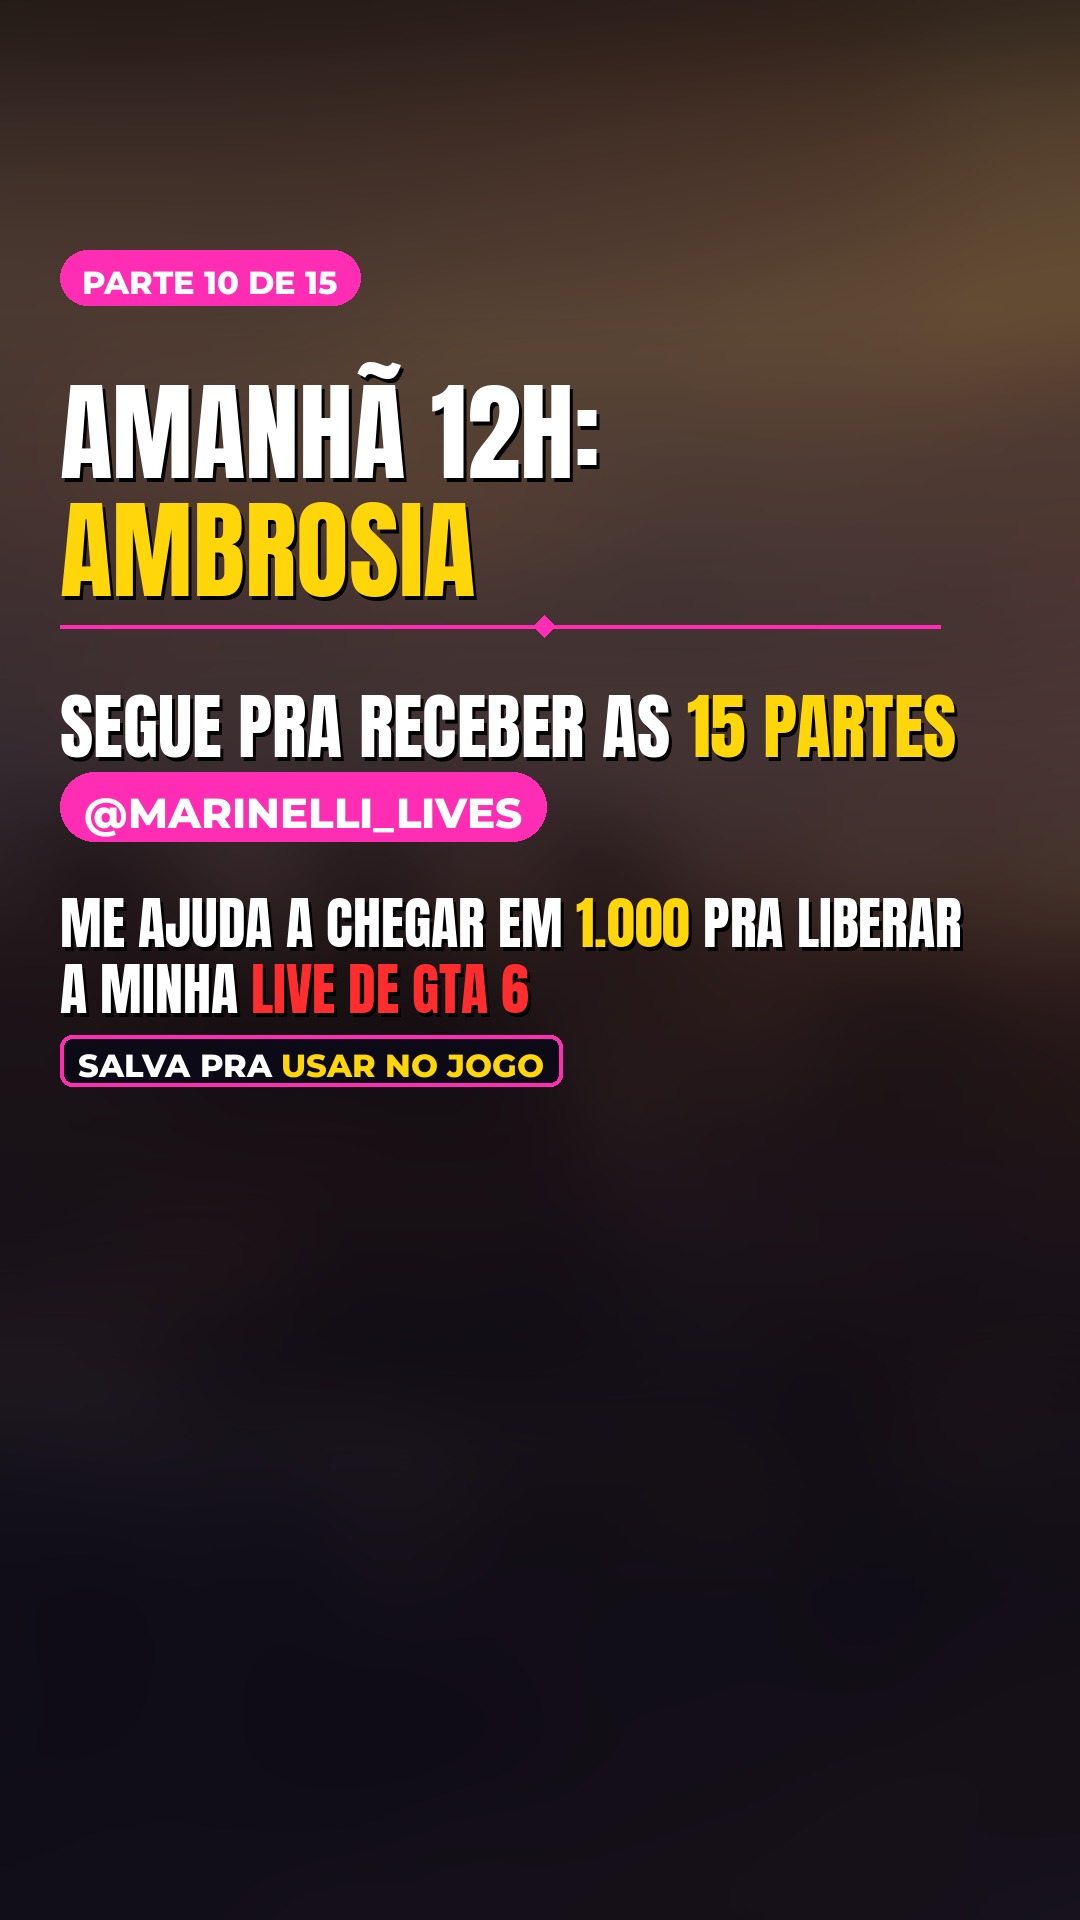 PARTE 10 DE 15
AMANHÃ 12H:
AMBROSIA
SEGUE PRA RECEBER AS 15 PARTES
@MARINELLI_LIVES
ME AJUDA A CHEGAR EM 1.000 PRA LIBERAR
A MINHA LIVE DE GTA 6
SALVA PRA USAR NO JOGO